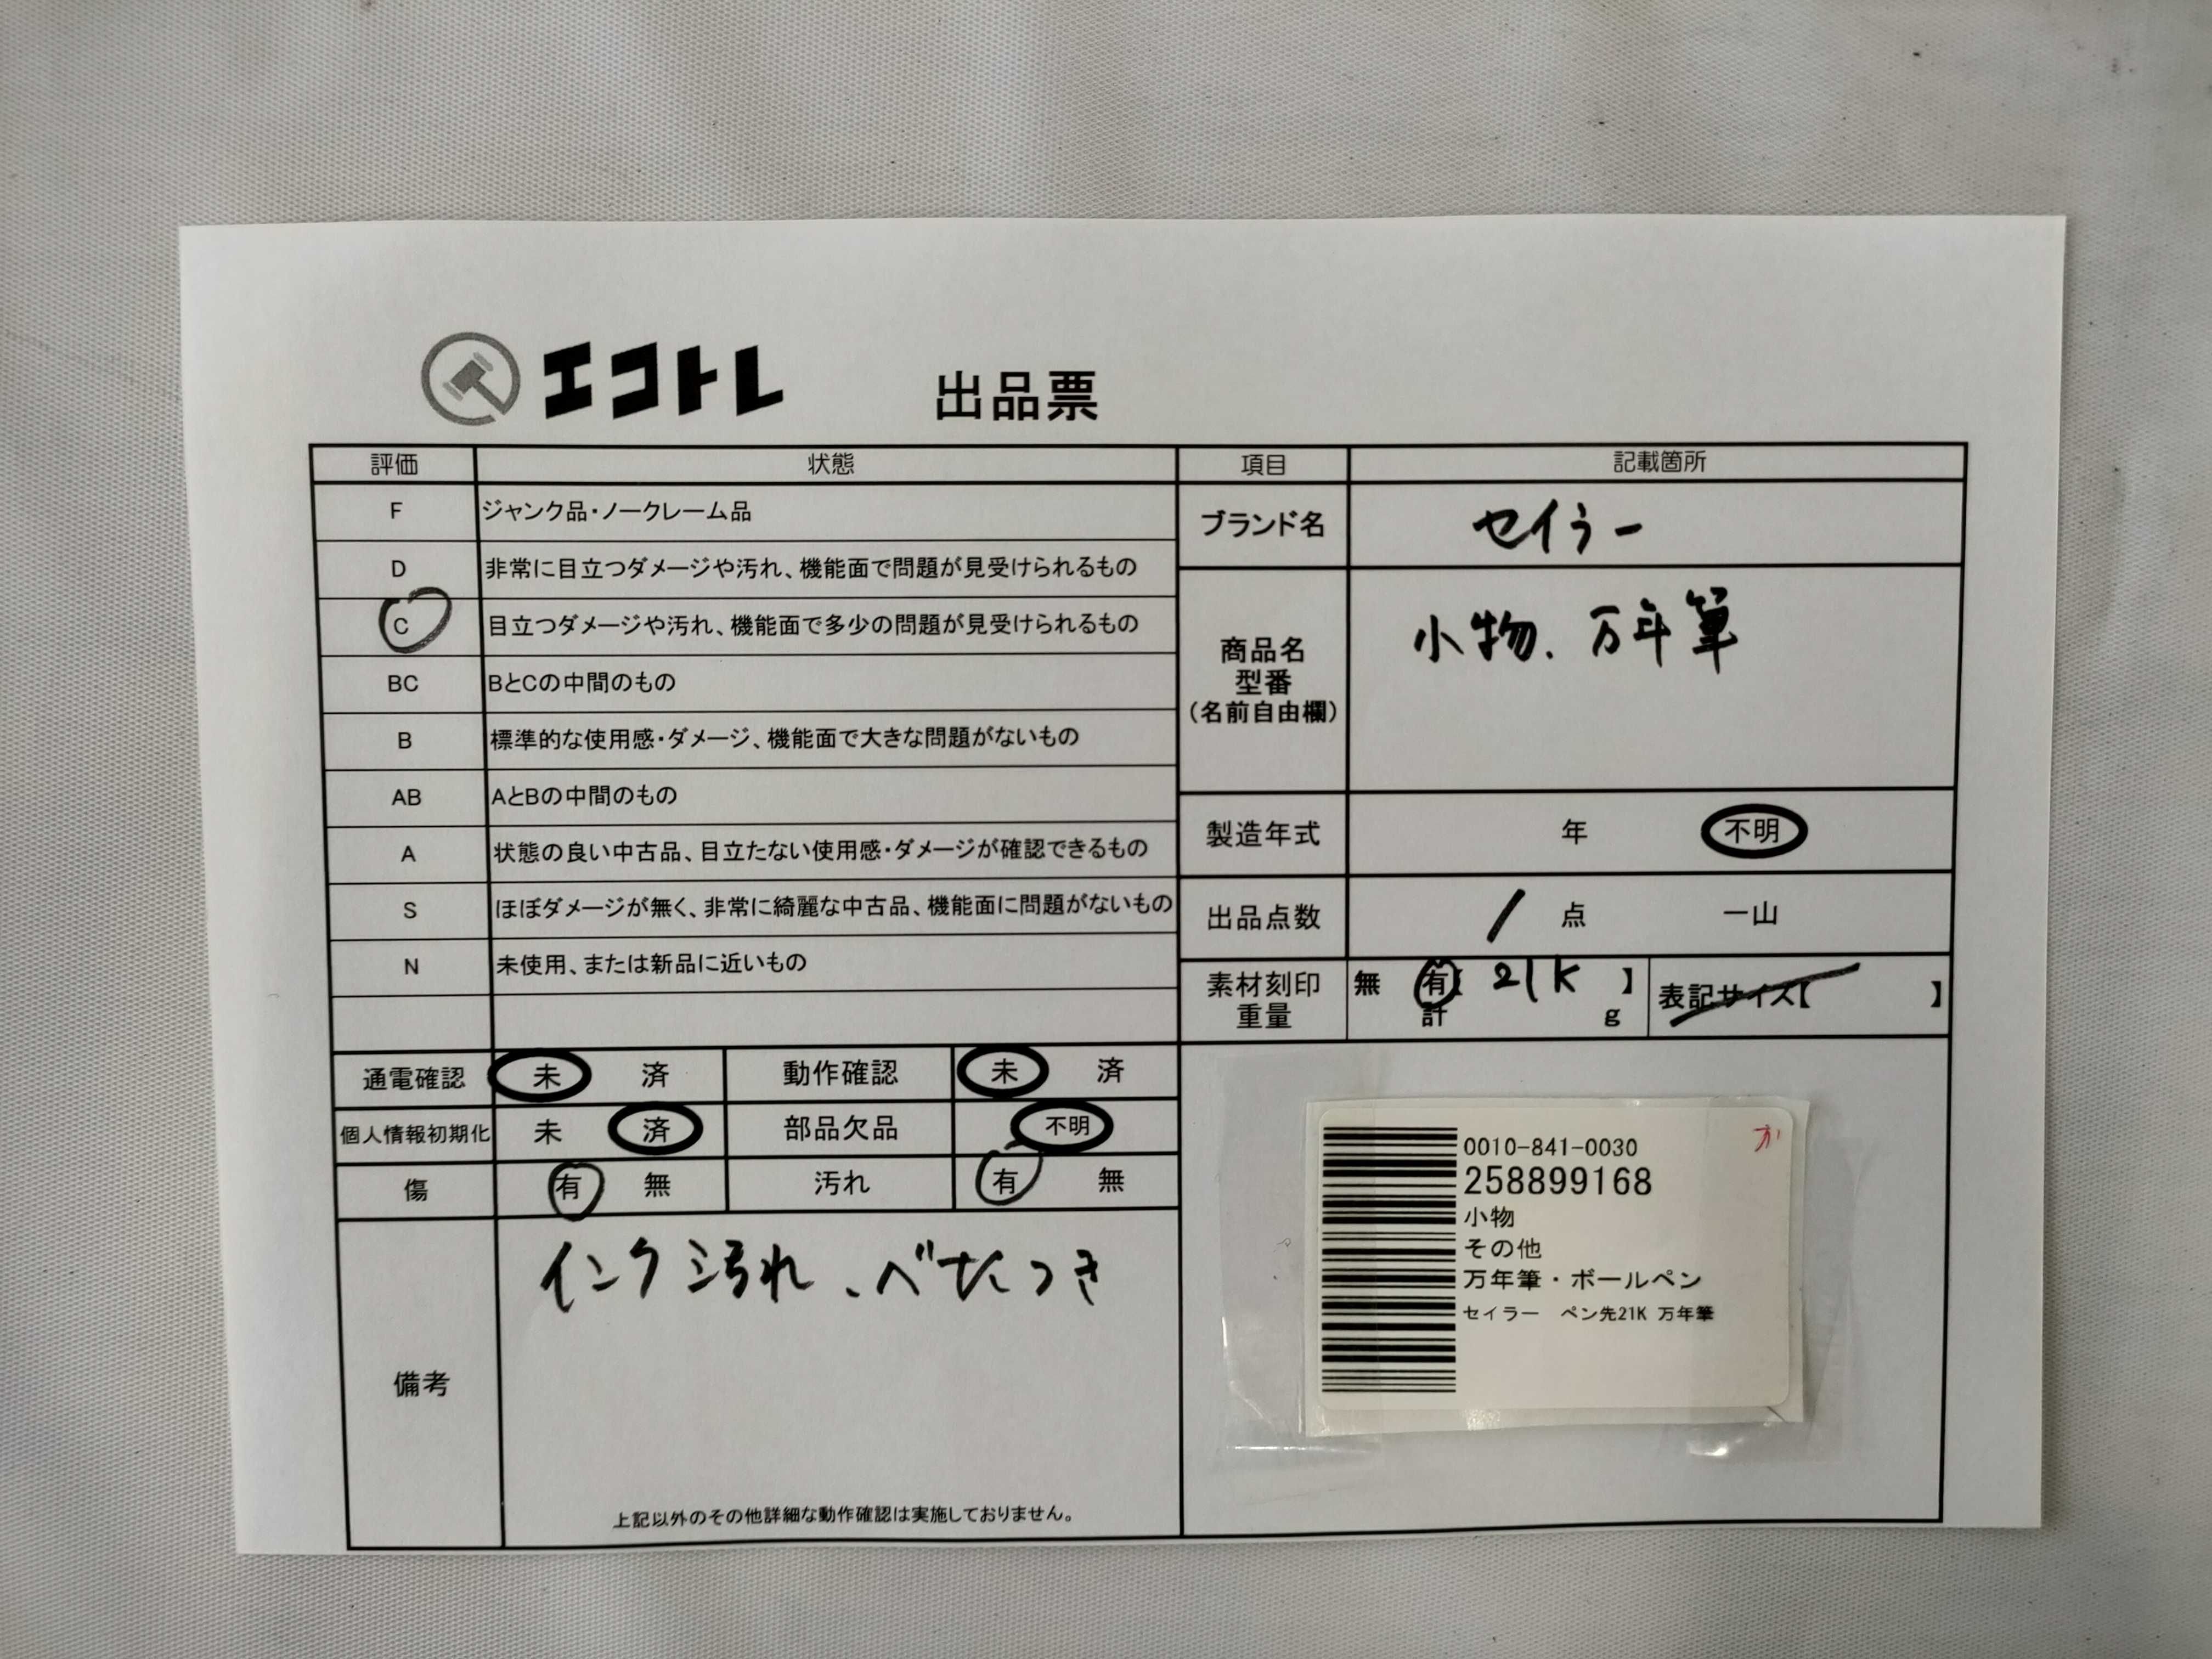 エコトレ 出品票
評価 状態 項目 記載箇所
F ジャンク品・ノークレーム品
D 非常に目立つダメージや汚れ、機能面で問題が見受けられるもの
C 目立つダメージや汚れ、機能面で多少の問題が見受けられるもの
BC BとCの中間のもの
B 標準的な使用感・ダメージ、機能面で大きな問題がないもの
AB AとBの中間のもの
A 状態の良い中古品、目立たない使用感・ダメージが確認できるもの
S ほぼダメージが無く、非常に綺麗な中古品、機能面に問題がないもの
N 未使用、または新品に近いもの
ブランド名 セイラー
商品名
型番
(名前自由欄)
小物、万年筆
製造年式 年 不明
出品点数 1 点 一山
素材刻印 無 有【 21K 】 表記サイズ【 】
重量 計 g
通電確認 未 済 動作確認 未 済
個人情報初期化 未 済 部品欠品 不明
傷 有 無 汚れ 有 無
備考
インク汚れ、べたつき
上記以外のその他詳細な動作確認は実施しておりません。
0010-841-0030
か
258899168
小物
その他
万年筆・ボールペン
セイラー ペン先21K 万年筆